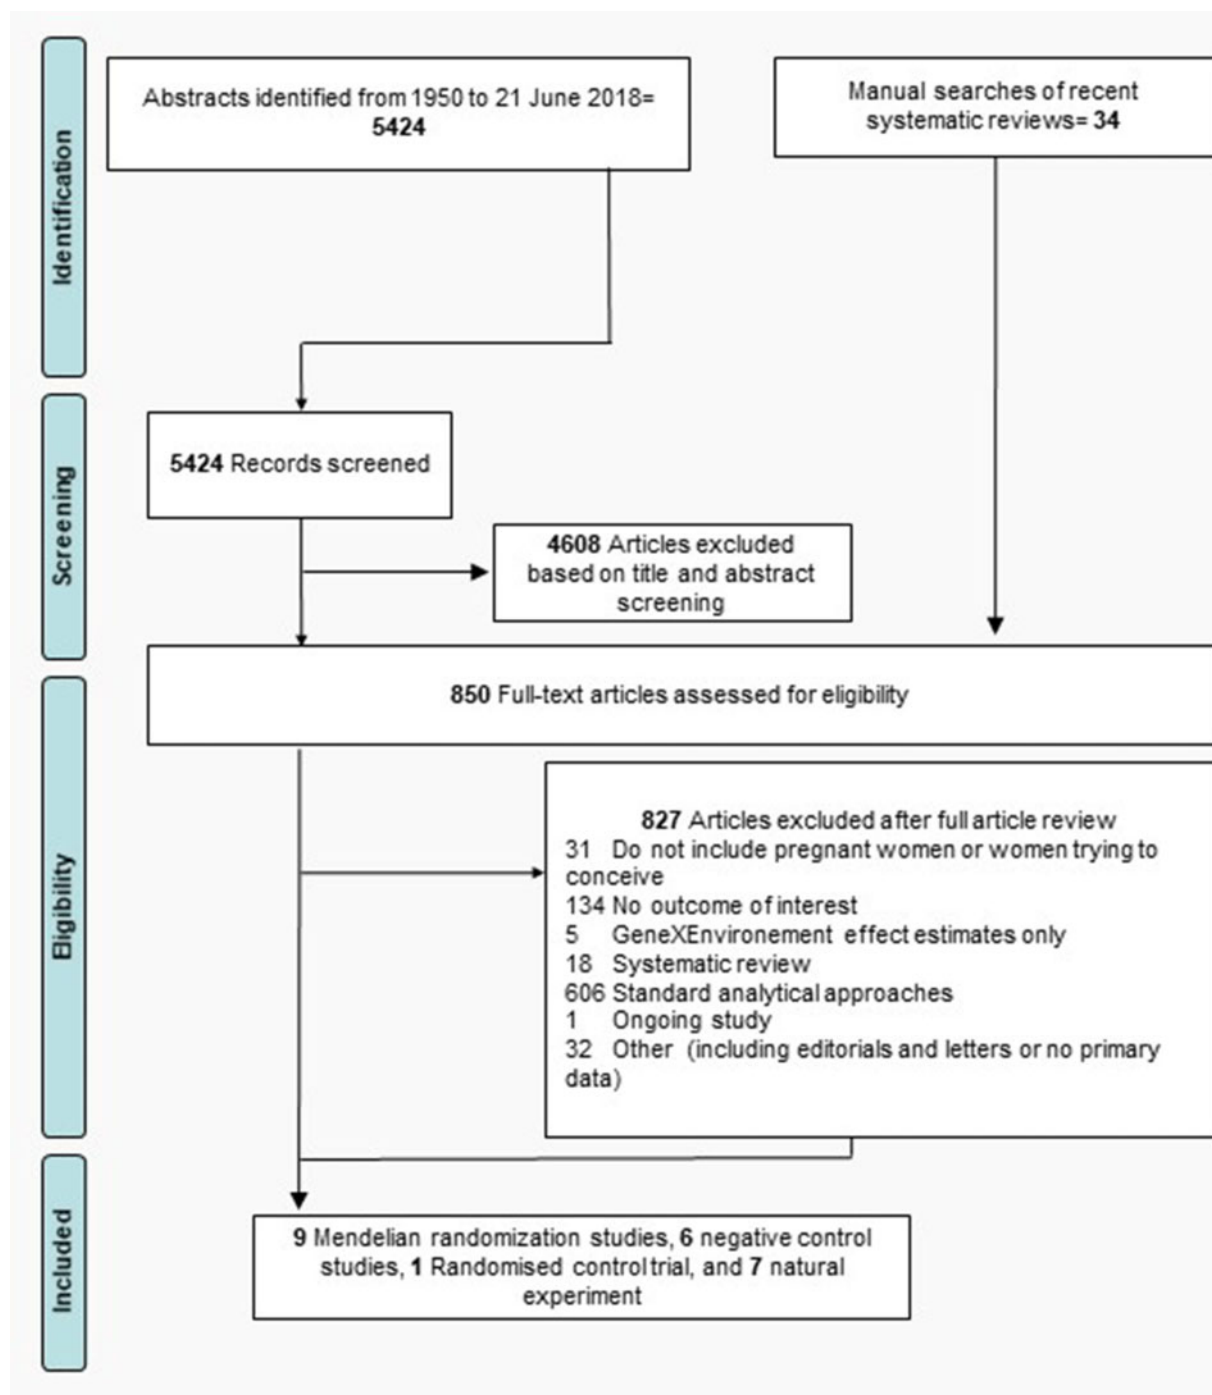 Identification
Abstracts identified from 1950 to 21 June 2018=
5424
Manual searches of recent
systematic reviews= 34
Screening
5424 Records screened
4608 Articles excluded
based on title and abstract
screening
Eligibility
850 Full-text articles assessed for eligibility
827 Articles excluded after full article review
31 Do not include pregnant women or women trying to
conceive
134 No outcome of interest
5 GeneXEnvironement effect estimates only
18 Systematic review
606 Standard analytical approaches
1 Ongoing study
32 Other (including editorials and letters or no primary
data)
Included
9 Mendelian randomization studies, 6 negative control
studies, 1 Randomised control trial, and 7 natural
experiment